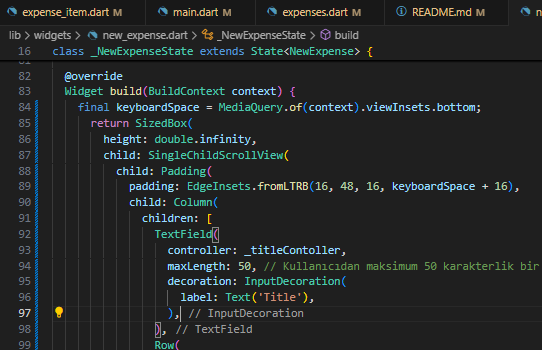 expense_item.dart M
main.dart M
expenses.dart M
README.md M
lib > widgets > new_expense.dart > _NewExpenseState > build
16 class _NewExpenseState extends State<NewExpense> {
82 @override
83 Widget build(BuildContext context) {
84 final keyboardSpace = MediaQuery.of(context).viewInsets.bottom;
85 return SizedBox(
86 height: double.infinity,
87 child: SingleChildScrollView(
88 child: Padding(
89 padding: EdgeInsets.fromLTRB(16, 48, 16, keyboardSpace + 16),
90 child: Column(
91 children: [
92 TextField(
93 controller: _titleContoller,
94 maxLength: 50, // Kullanıcıdan maksimum 50 karakterlik bir
95 decoration: InputDecoration(
96 label: Text('Title'),
97 ), // InputDecoration
98 ), // TextField
99 Row(